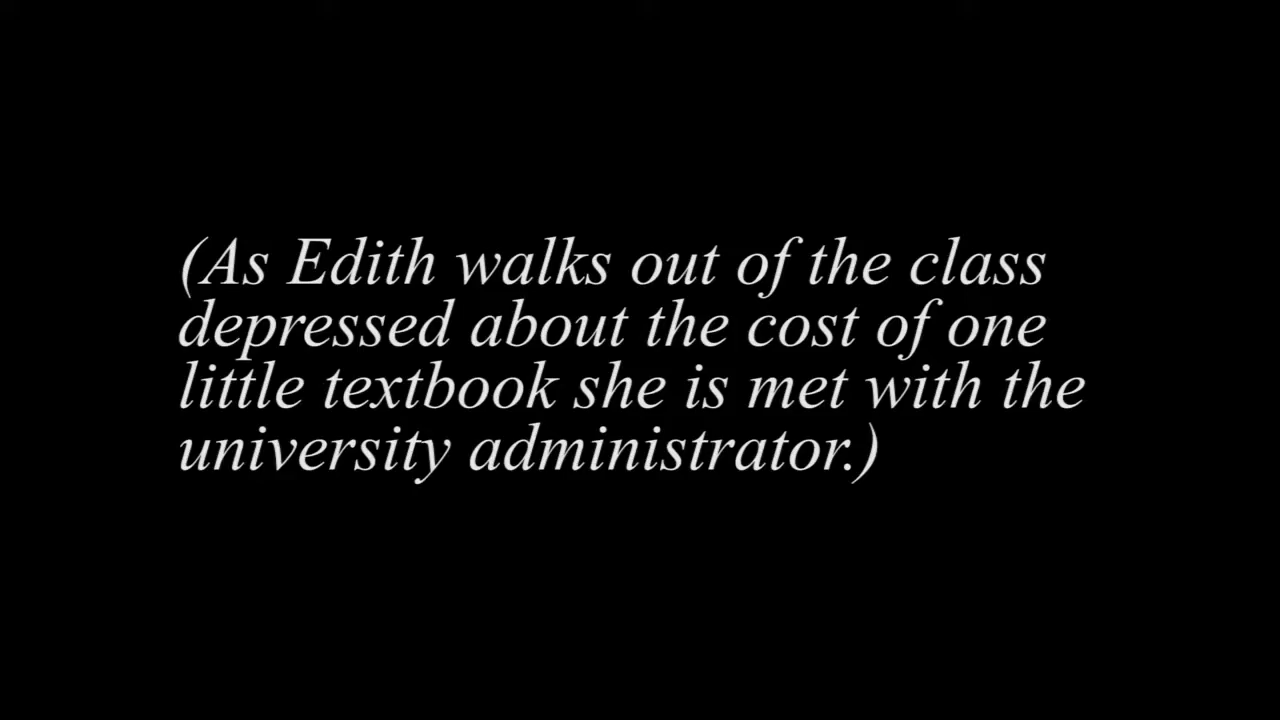 (As Edith walks out of the class
depressed about the cost of one
little textbook she is met with the
university administrator.)